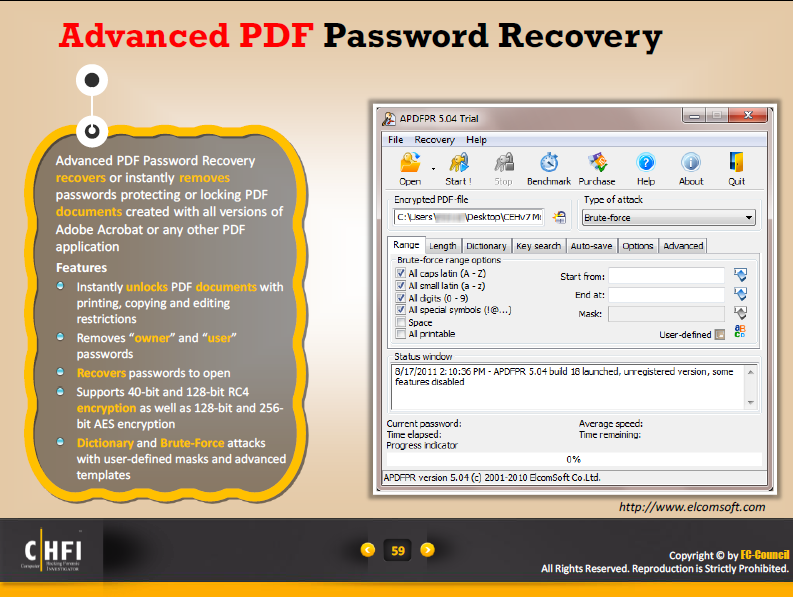 Advanced PDF Password Recovery
Advanced PDF Password Recovery
recovers or instantly removes
passwords protecting or locking PDF
documents created with all versions of
Adobe Acrobat or any other PDF
application
Features
Instantly unlocks PDF documents with
printing, copying and editing
restrictions
Removes “owner” and “user”
passwords
Recovers passwords to open
Supports 40-bit and 128-bit RC4
encryption as well as 128-bit and 256-
bit AES encryption
Dictionary and Brute-Force attacks
with user-defined masks and advanced
templates
APDFPR 5.04 Trial
File Recovery Help
Open Start ! Stop Benchmark Purchase Help About Quit
Encrypted PDF-file
Type of attack
C:\Users\ \Desktop\CEHv7 Mo
Brute-force
Range Length Dictionary Key search Auto-save Options Advanced
Brute-force range options
All caps latin (A - Z)
All small latin (a - z)
All digits (0 - 9)
All special symbols (!@...)
Space
All printable
Start from:
End at:
Mask:
User-defined
Status window
8/17/2011 2:10:36 PM - APDFPR 5.04 build 18 launched, unregistered version, some
features disabled
Current password:
Average speed:
Time elapsed:
Time remaining:
Progress indicator
0%
APDFPR version 5.04 (c) 2001-2010 ElcomSoft Co.Ltd.
http://www.elcomsoft.com
CHFI
Computer Hacking Forensic
INVESTIGATOR
59
Copyright © by EC-Council
All Rights Reserved. Reproduction is Strictly Prohibited.